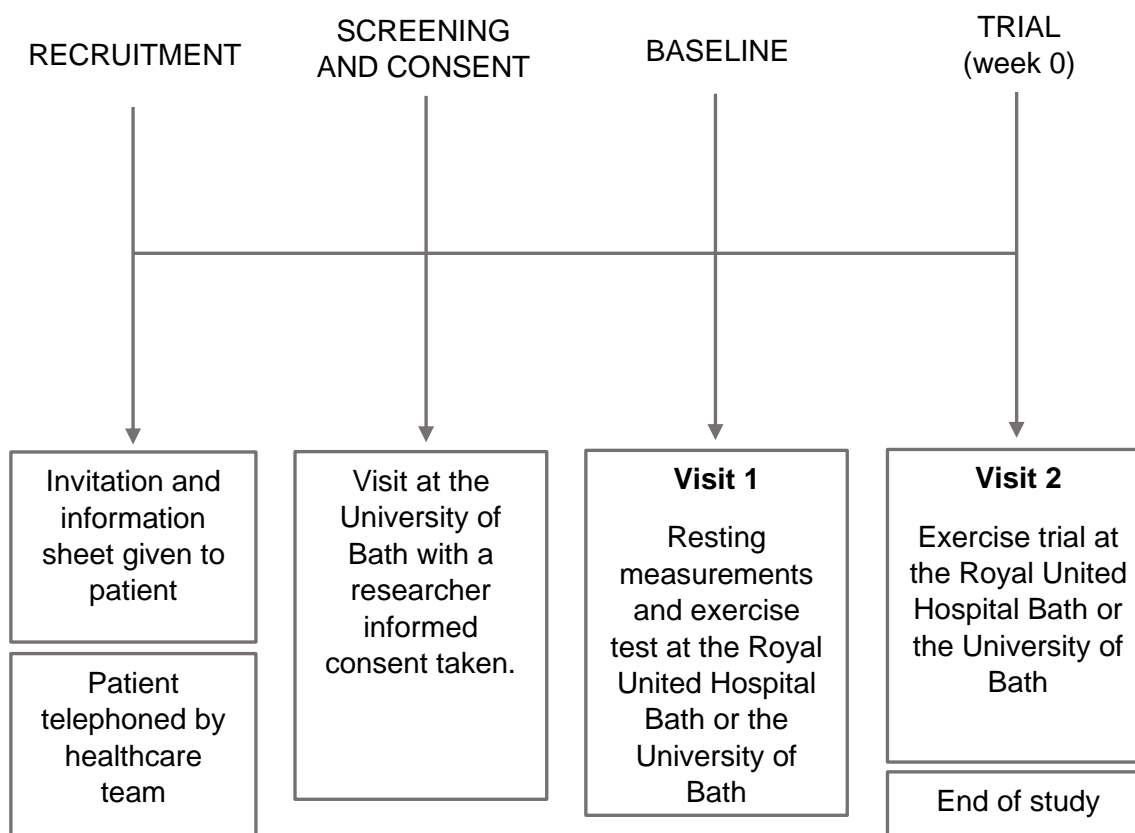 RECRUITMENT
SCREENING
AND CONSENT
BASELINE
TRIAL
(week 0)
Invitation and
information
sheet given to
patient
Patient
telephoned by
healthcare
team
Visit at the
University of
Bath with a
researcher
informed
consent taken.
Visit 1
Resting
measurements
and exercise
test at the Royal
United Hospital
Bath or the
University of
Bath
Visit 2
Exercise trial at
the Royal United
Hospital Bath or
the University of
Bath
End of study